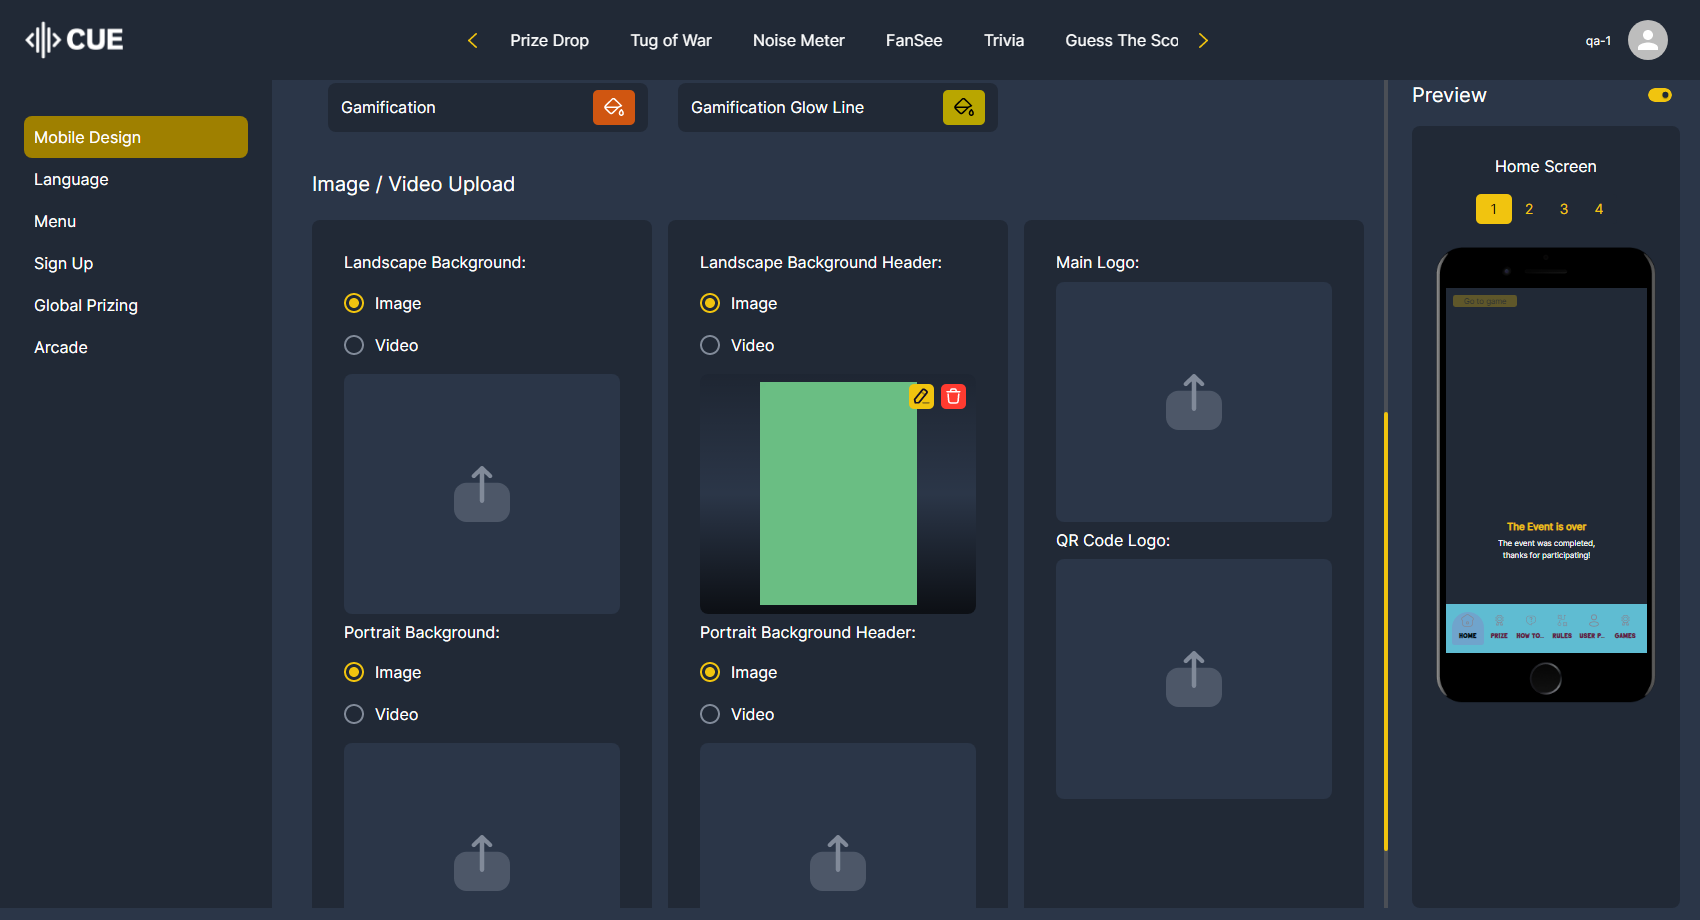 CUE
Prize Drop
Tug of War
Noise Meter
FanSee
Trivia
Guess The Sco
qa-1
Mobile Design
Language
Menu
Sign Up
Global Prizing
Arcade
Gamification
Gamification Glow Line
Image / Video Upload
Landscape Background:
Image
Video
Portrait Background:
Image
Video
Landscape Background Header:
Image
Video
Portrait Background Header:
Image
Video
Main Logo:
QR Code Logo:
Preview
Home Screen
1 2 3 4
Go to game
The Event is over
The event was completed,
thanks for participating!
HOME PRIZE HOW TO.. RULES USER P.. GAMES